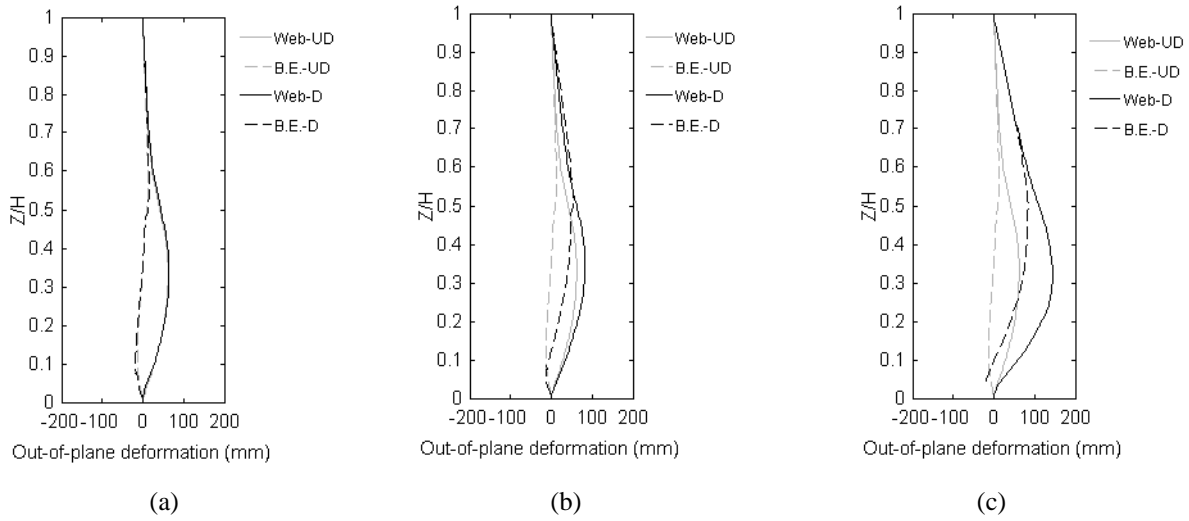 1
0.9
0.8
0.7
0.6
0.5
0.4
0.3
0.2
0.1
0
Z/H
-200 -100 0 100 200
Out-of-plane deformation (mm)
Web-UD
B.E.-UD
Web-D
B.E.-D
(a)
1
0.9
0.8
0.7
0.6
0.5
0.4
0.3
0.2
0.1
0
Z/H
-200 -100 0 100 200
Out-of-plane deformation (mm)
Web-UD
B.E.-UD
Web-D
B.E.-D
(b)
1
0.9
0.8
0.7
0.6
0.5
0.4
0.3
0.2
0.1
0
Z/H
-200 -100 0 100 200
Out-of-plane deformation (mm)
Web-UD
B.E.-UD
Web-D
B.E.-D
(c)